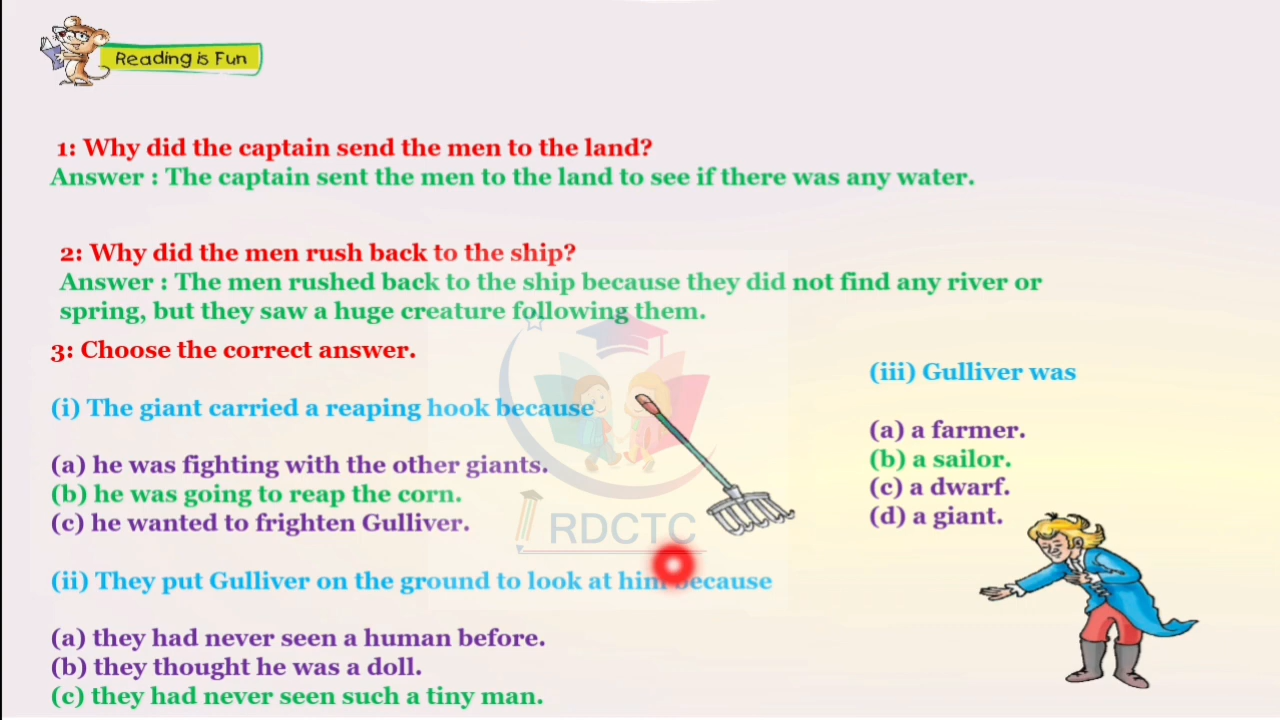 Reading is Fun
1: Why did the captain send the men to the land?
Answer : The captain sent the men to the land to see if there was any water.
2: Why did the men rush back to the ship?
Answer : The men rushed back to the ship because they did not find any river or
spring, but they saw a huge creature following them.
3: Choose the correct answer.
(i) The giant carried a reaping hook because
(a) he was fighting with the other giants.
(b) he was going to reap the corn.
(c) he wanted to frighten Gulliver.
(ii) They put Gulliver on the ground to look at him because
(a) they had never seen a human before.
(b) they thought he was a doll.
(c) they had never seen such a tiny man.
(iii) Gulliver was
(a) a farmer.
(b) a sailor.
(c) a dwarf.
(d) a giant.
RDCTC